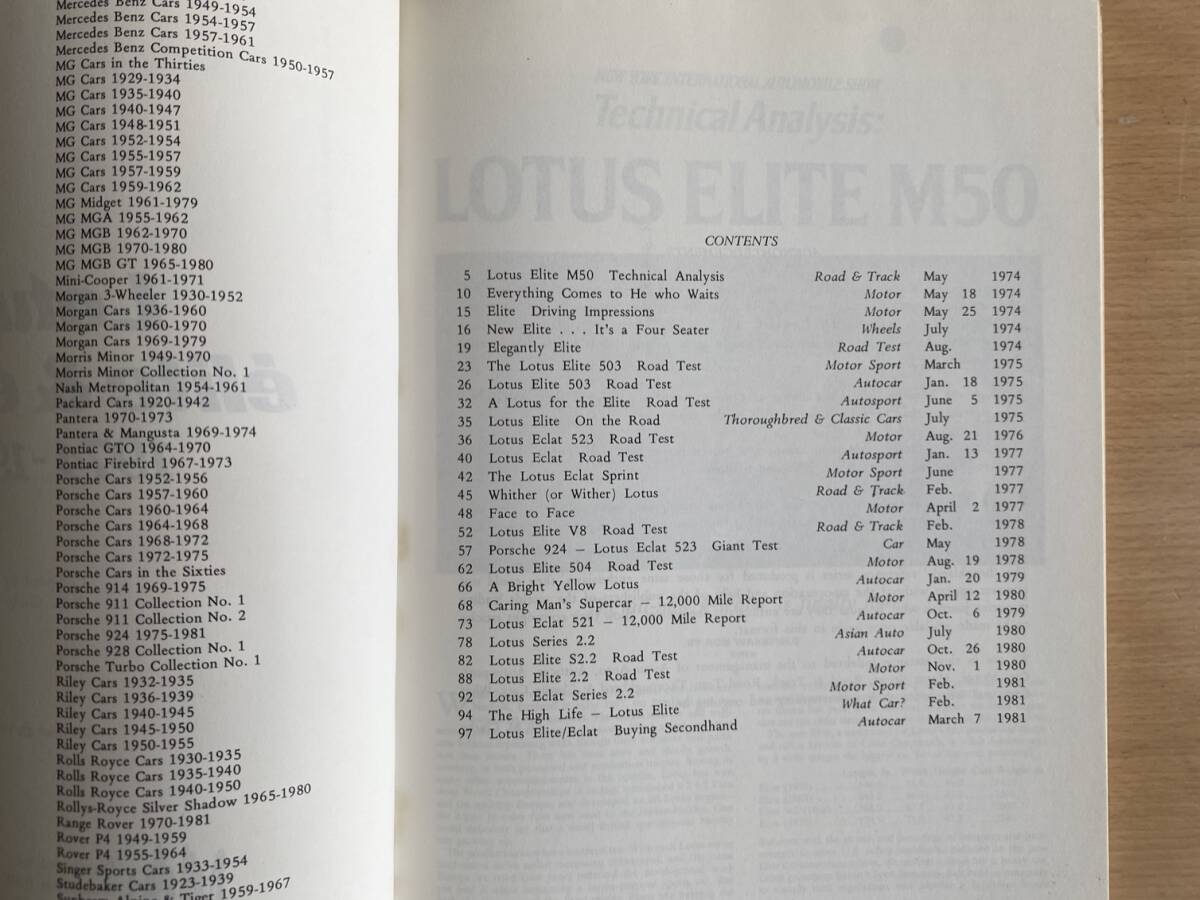 Mercedes Benz Cars 1949-1954
Mercedes Benz Cars 1954-1957
Mercedes Benz Cars 1957-1961
Mercedes Benz Competition Cars 1950-1957
MG Cars in the Thirties
MG Cars 1929-1934
MG Cars 1935-1940
MG Cars 1940-1947
MG Cars 1948-1951
MG Cars 1952-1954
MG Cars 1955-1957
MG Cars 1957-1959
MG Cars 1959-1962
MG Midget 1961-1979
MG MGA 1955-1962
MG MGB 1962-1970
MG MGB 1970-1980
MG MGB GT 1965-1980
Mini-Cooper 1961-1971
Morgan 3-Wheeler 1930-1952
Morgan Cars 1936-1960
Morgan Cars 1960-1970
Morgan Cars 1969-1979
Morris Minor 1949-1970
Morris Minor Collection No. 1
Nash Metropolitan 1954-1961
Packard Cars 1920-1942
Pantera 1970-1973
Pantera & Mangusta 1969-1974
Pontiac GTO 1964-1970
Pontiac Firebird 1967-1973
Porsche Cars 1952-1956
Porsche Cars 1957-1960
Porsche Cars 1960-1964
Porsche Cars 1964-1968
Porsche Cars 1968-1972
Porsche Cars 1972-1975
Porsche Cars in the Sixties
Porsche 914 1969-1975
Porsche 911 Collection No. 1
Porsche 911 Collection No. 2
Porsche 924 1975-1981
Porsche 928 Collection No. 1
Porsche Turbo Collection No. 1
Riley Cars 1932-1935
Riley Cars 1936-1939
Riley Cars 1940-1945
Riley Cars 1945-1950
Riley Cars 1950-1955
Rolls Royce Cars 1930-1935
Rolls Royce Cars 1935-1940
Rolls Royce Cars 1940-1950
Rollys-Royce Silver Shadow 1965-1980
Range Rover 1970-1981
Rover P4 1949-1959
Rover P4 1955-1964
Singer Sports Cars 1933-1954
Studebaker Cars 1923-1939
Sunbeam Alpine & Tiger 1959-1967
NEW YORK INTERNATIONAL AUTOMOBILE SHOW
Technical Analysis:
LOTUS ELITE M50
CONTENTS
5 Lotus Elite M50 Technical Analysis Road & Track May 1974
10 Everything Comes to He who Waits Motor May 18 1974
15 Elite Driving Impressions Motor May 25 1974
16 New Elite . . . It's a Four Seater Wheels July 1974
19 Elegantly Elite Road Test Aug. 1974
23 The Lotus Elite 503 Road Test Motor Sport March 1975
26 Lotus Elite 503 Road Test Autocar Jan. 18 1975
32 A Lotus for the Elite Road Test Autosport June 5 1975
35 Lotus Elite On the Road Thoroughbred & Classic Cars July 1975
36 Lotus Eclat 523 Road Test Motor Aug. 21 1976
40 Lotus Eclat Road Test Autosport Jan. 13 1977
42 The Lotus Eclat Sprint Motor Sport June 1977
45 Whither (or Wither) Lotus Road & Track Feb. 1977
48 Face to Face Motor April 2 1977
52 Lotus Elite V8 Road Test Road & Track Feb. 1978
57 Porsche 924 – Lotus Eclat 523 Giant Test Car May 1978
62 Lotus Elite 504 Road Test Motor Aug. 19 1978
66 A Bright Yellow Lotus Autocar Jan. 20 1979
68 Caring Man's Supercar – 12,000 Mile Report Motor April 12 1980
73 Lotus Eclat 521 – 12,000 Mile Report Autocar Oct. 6 1979
78 Lotus Series 2.2 Asian Auto July 1980
82 Lotus Elite S2.2 Road Test Autocar Oct. 26 1980
88 Lotus Elite 2.2 Road Test Motor Nov. 1 1980
92 Lotus Eclat Series 2.2 Motor Sport Feb. 1981
94 The High Life – Lotus Elite What Car? Feb. 1981
97 Lotus Elite/Eclat Buying Secondhand Autocar March 7 1981